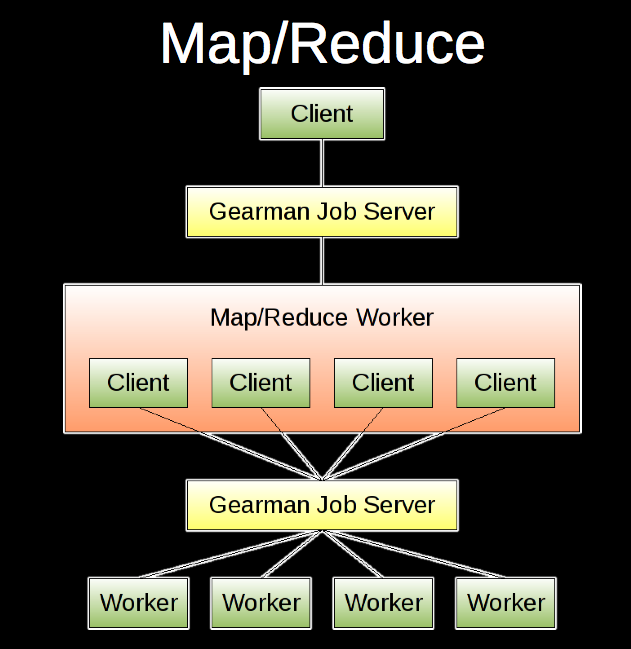 Map/Reduce
Client
Gearman Job Server
Map/Reduce Worker
Client Client Client Client
Gearman Job Server
Worker Worker Worker Worker